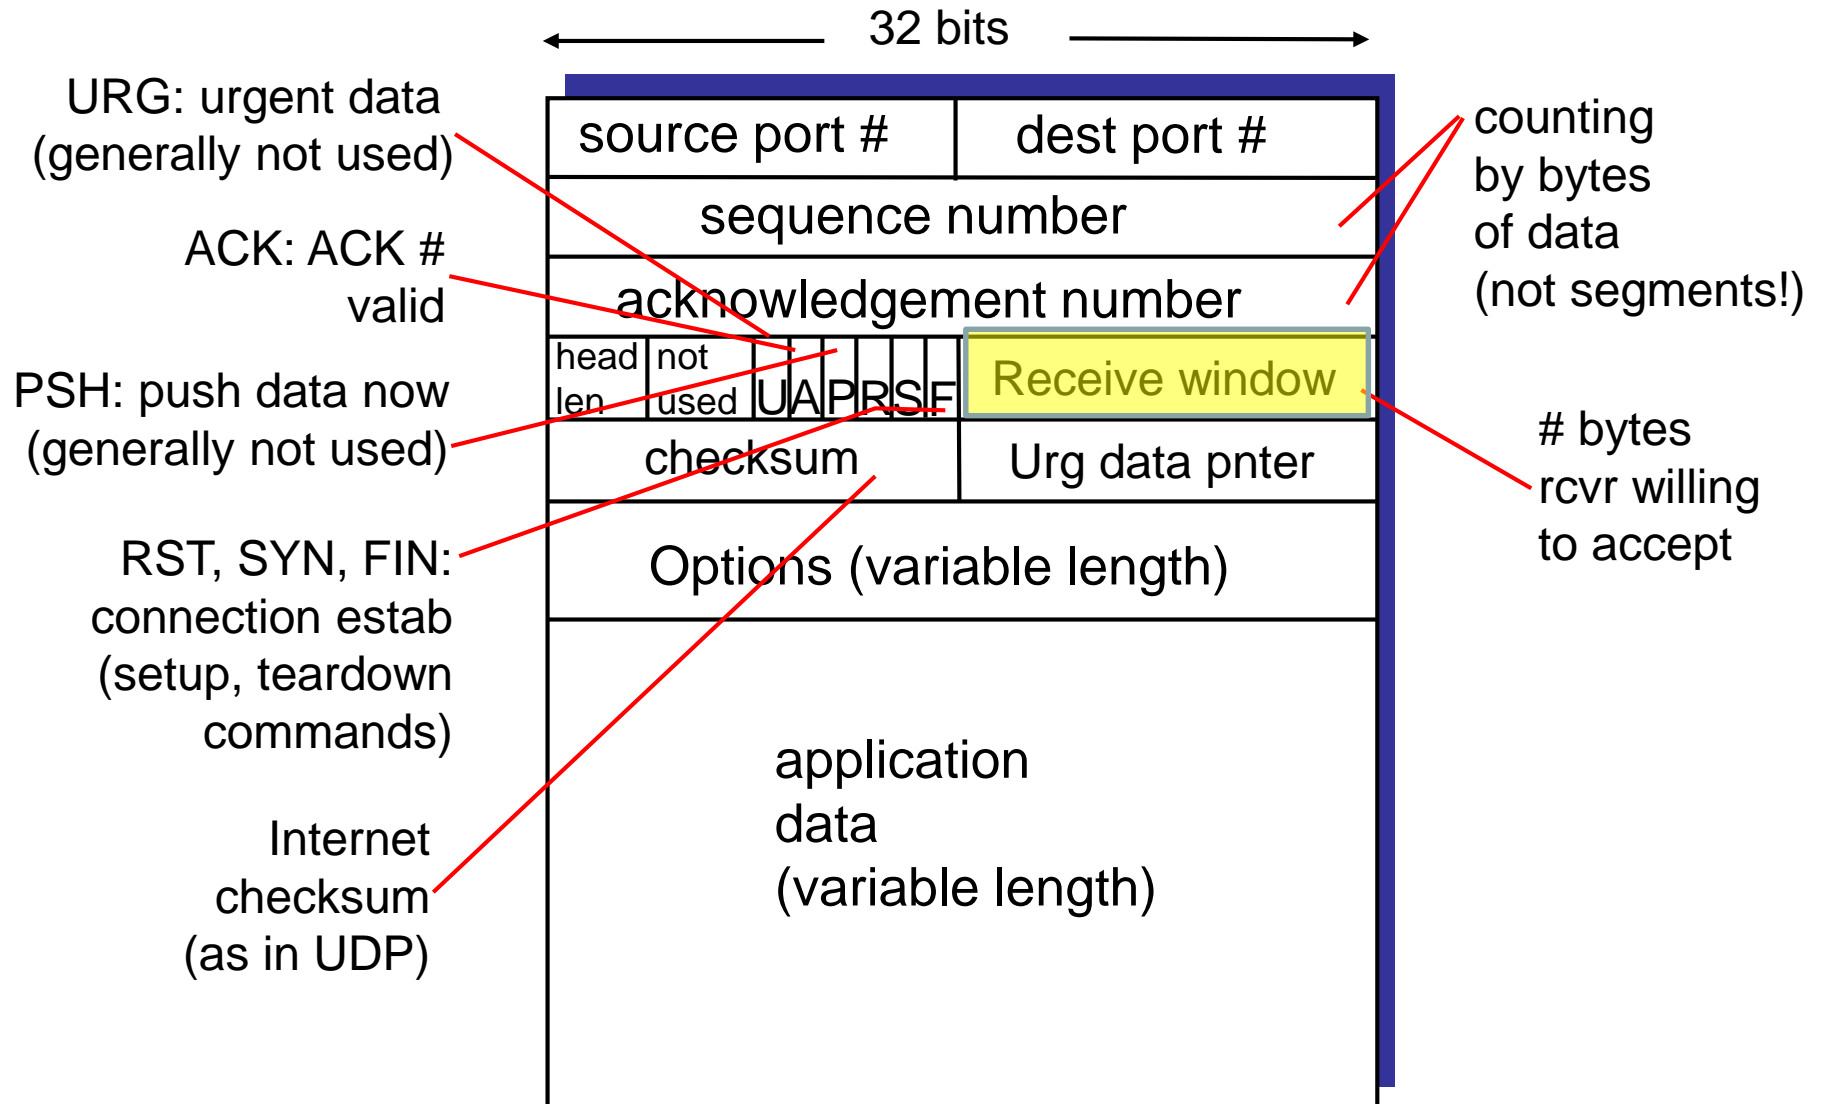 32 bits
URG: urgent data
(generally not used)
ACK: ACK #
valid
PSH: push data now
(generally not used)
RST, SYN, FIN:
connection estab
(setup, teardown
commands)
Internet
checksum
(as in UDP)
source port #
dest port #
sequence number
acknowledgement number
head
len
not
used
U
A
P
R
S
F
Receive window
checksum
Urg data pnter
Options (variable length)
application
data
(variable length)
counting
by bytes
of data
(not segments!)
# bytes
rcvr willing
to accept